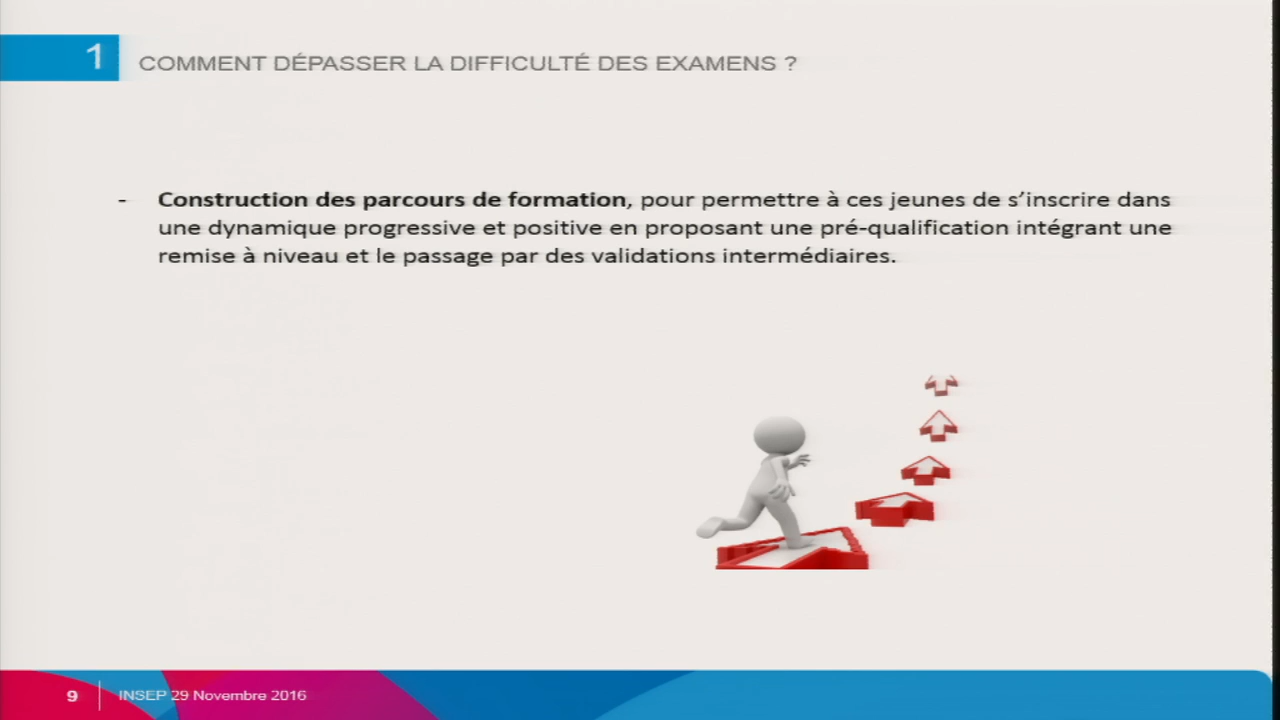 1
COMMENT DÉPASSER LA DIFFICULTÉ DES EXAMENS ?
- Construction des parcours de formation, pour permettre à ces jeunes de s’inscrire dans
une dynamique progressive et positive en proposant une pré-qualification intégrant une
remise à niveau et le passage par des validations intermédiaires.
9
INSEP 29 Novembre 2016